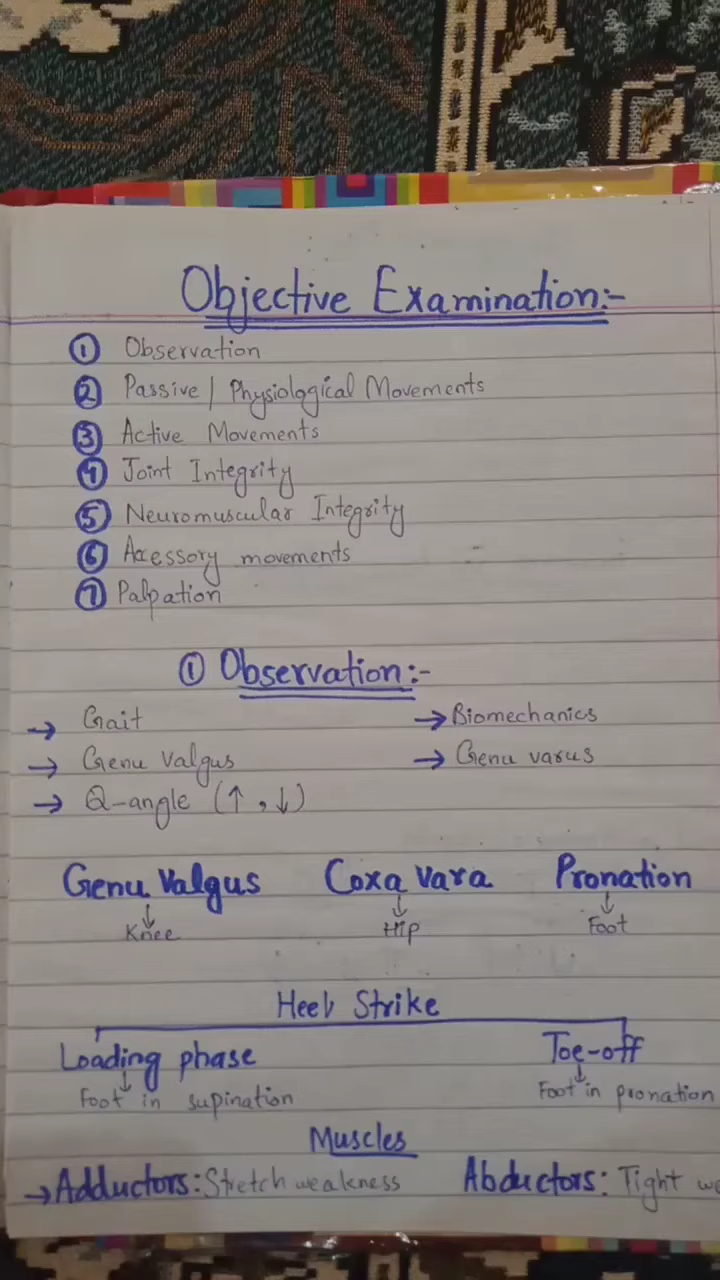 Objective Examination:-
① Observation
② Passive / Physiological Movements
③ Active Movements
④ Joint Integrity
⑤ Neuromuscular Integrity
⑥ Accessory movements
⑦ Palpation
① Observation:-
→ Gait → Biomechanics
→ Genu Valgus → Genu varus
→ Q-angle (↑, ↓)
Genu Valgus Coxa vara Pronation
↓ ↓ ↓
Knee Hip Foot
Heel Strike
Loading phase Toe-off
↓ ↓
Foot in supination Foot in pronation
Muscles
→ Adductors: Stretch weakness Abductors: Tight